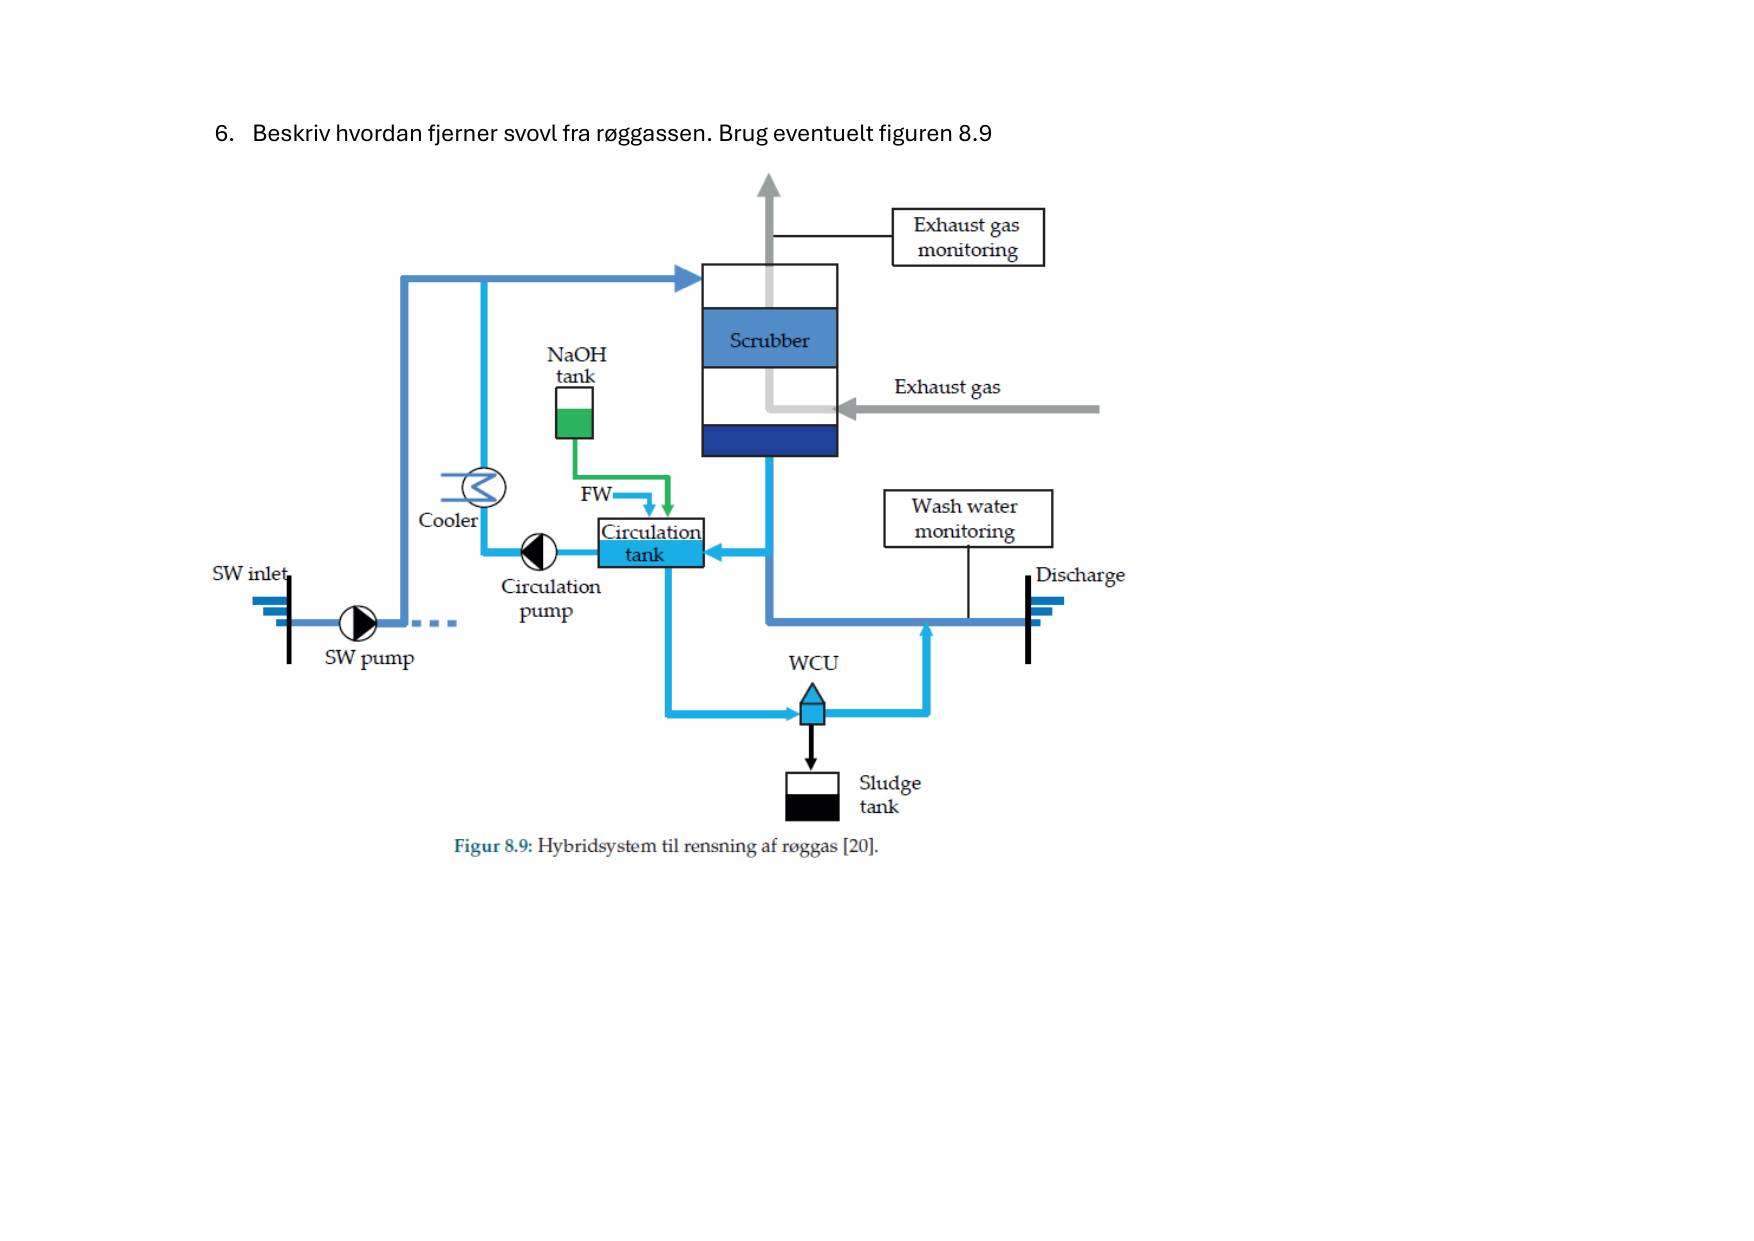 6. Beskriv hvordan fjerner svovl fra røggassen. Brug eventuelt figuren 8.9
Exhaust gas
monitoring
Scrubber
NaOH
tank
Exhaust gas
FW
Wash water
monitoring
Cooler
Circulation
tank
SW inlet
Circulation
pump
Discharge
SW pump
WCU
Sludge
tank
Figur 8.9: Hybridsystem til rensning af røggas [20].